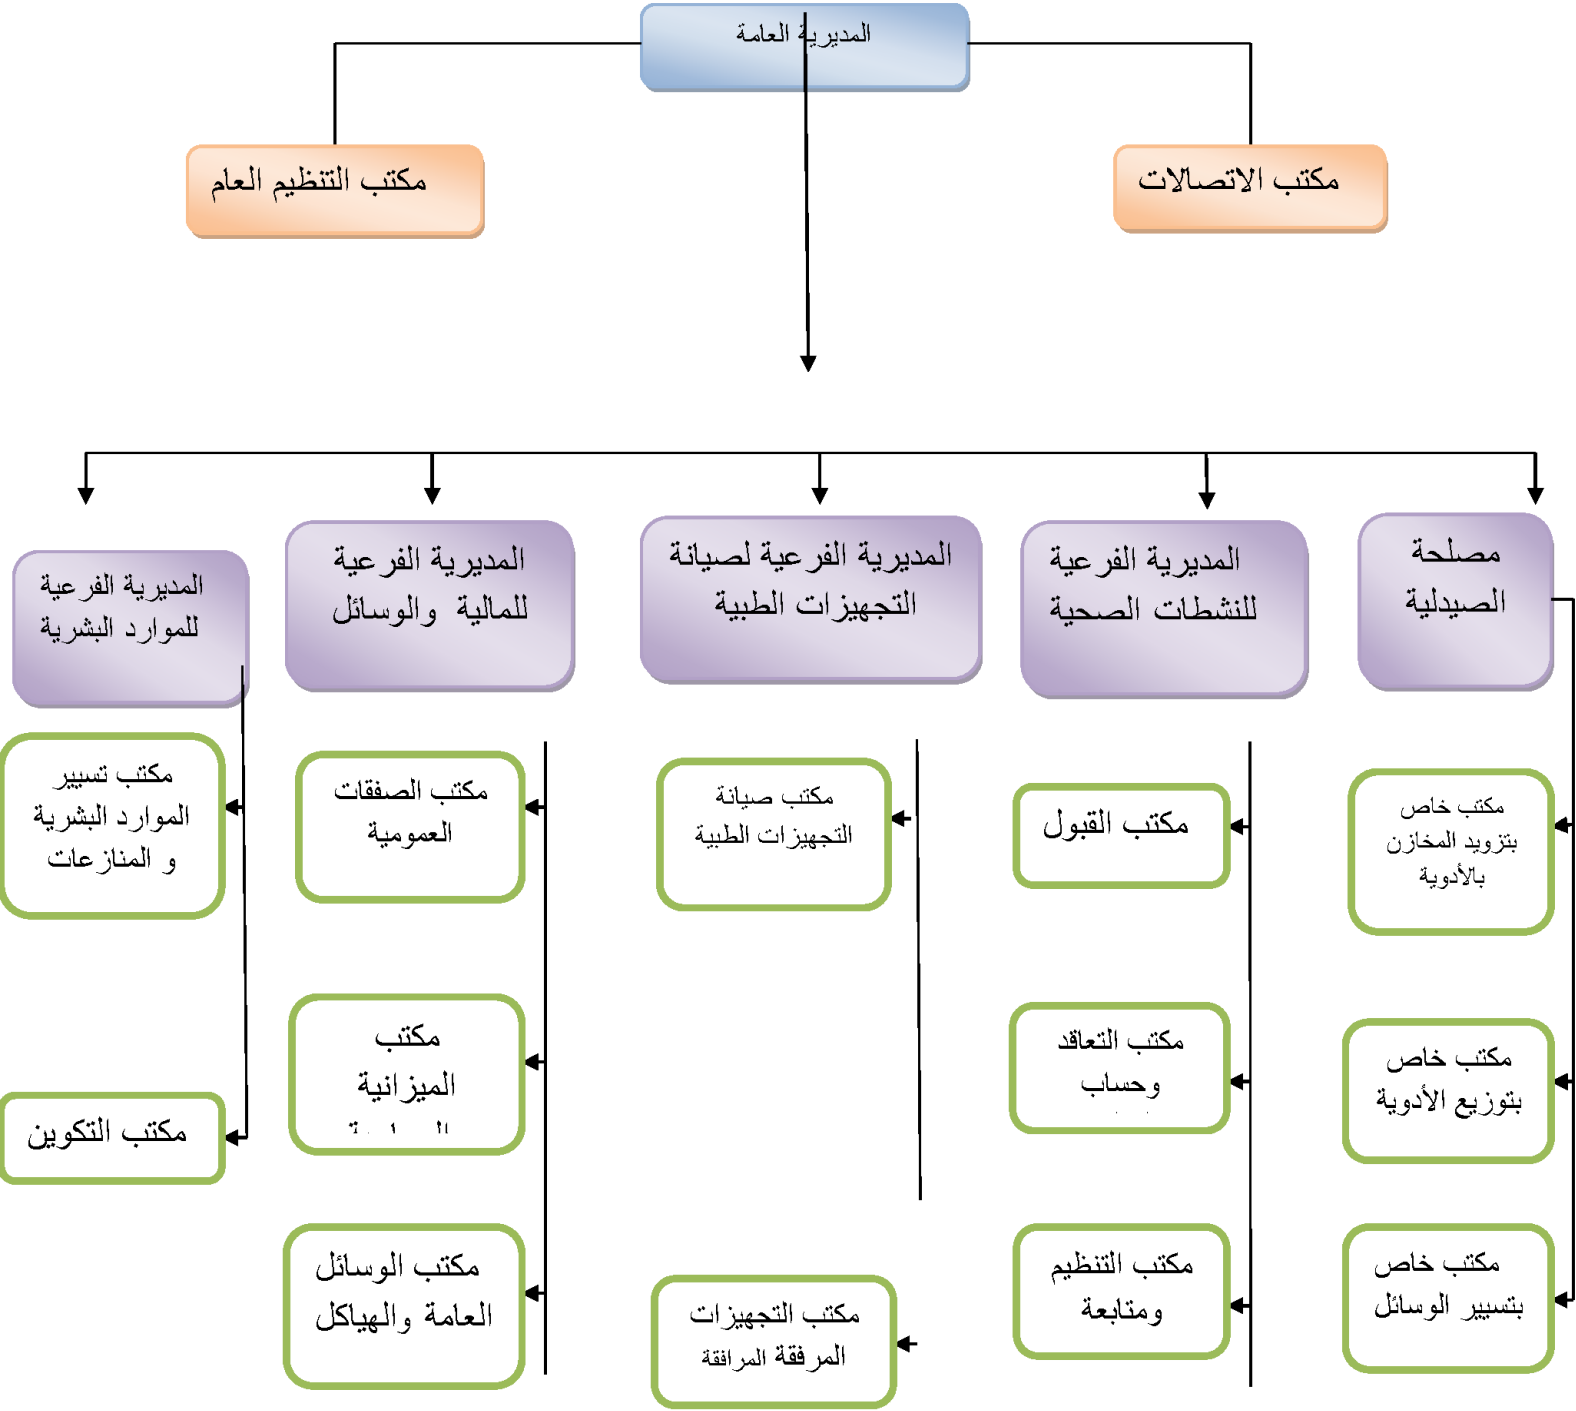 المديرية العامة
مكتب الاتصالات
مكتب التنظيم العام
مصلحة
الصيدلية
المديرية الفرعية
للنشطات الصحية
المديرية الفرعية لصيانة
التجهيزات الطبية
المديرية الفرعية
للمالية والوسائل
المديرية الفرعية
للموارد البشرية
مكتب خاص
بتزويد المخازن
بالأدوية
مكتب القبول
مكتب صيانة
التجهيزات الطبية
مكتب الصفقات
العمومية
مكتب تسيير
الموارد البشرية
و المنازعات
مكتب خاص
بتوزيع الأدوية
مكتب التعاقد
وحساب
مكتب
الميزانية
مكتب التكوين
مكتب خاص
بتسيير الوسائل
مكتب التنظيم
ومتابعة
مكتب التجهيزات
المرفقة المرافقة
مكتب الوسائل
العامة والهياكل